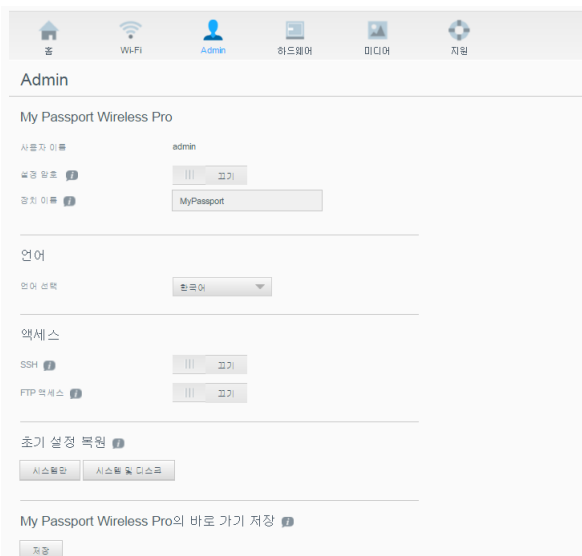 홈 Wi-Fi Admin 하드웨어 미디어 지원
Admin
My Passport Wireless Pro
사용자 이름 admin
설정 암호 끄기
장치 이름 MyPassport
언어
언어 선택 한국어
액세스
SSH 끄기
FTP 액세스 끄기
초기 설정 복원
시스템만 시스템 및 디스크
My Passport Wireless Pro의 바로 가기 저장
저장